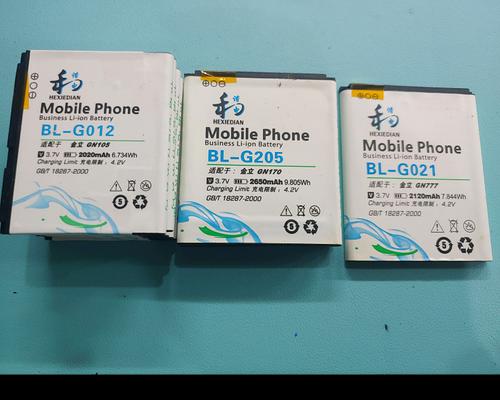 HEXIEDIAN
Mobile Phone
Business Li-ion Battery
BL-G012
适配于: 金立 GN105
3.7V 2020mAh 6.734Wh
Charging Limit 充电限制: 4.2V
GB/T 18287-2000
5
HEXIEDIAN
Mobile Phone
Business Li-ion Battery
BL-G205
适配于: 金立 GN170
3.7V 2650mAh 9.805Wh
Charging Limit 充电限制: 4.2V
GB/T 18287-2000
5
HEXIEDIAN
Mobile Phone
Business Li-ion Battery
BL-G021
适配于: 金立 GN777
3.7V 2120mAh 7.844Wh
Charging Limit 充电限制: 4.2V
GB/T 18287-2000
5